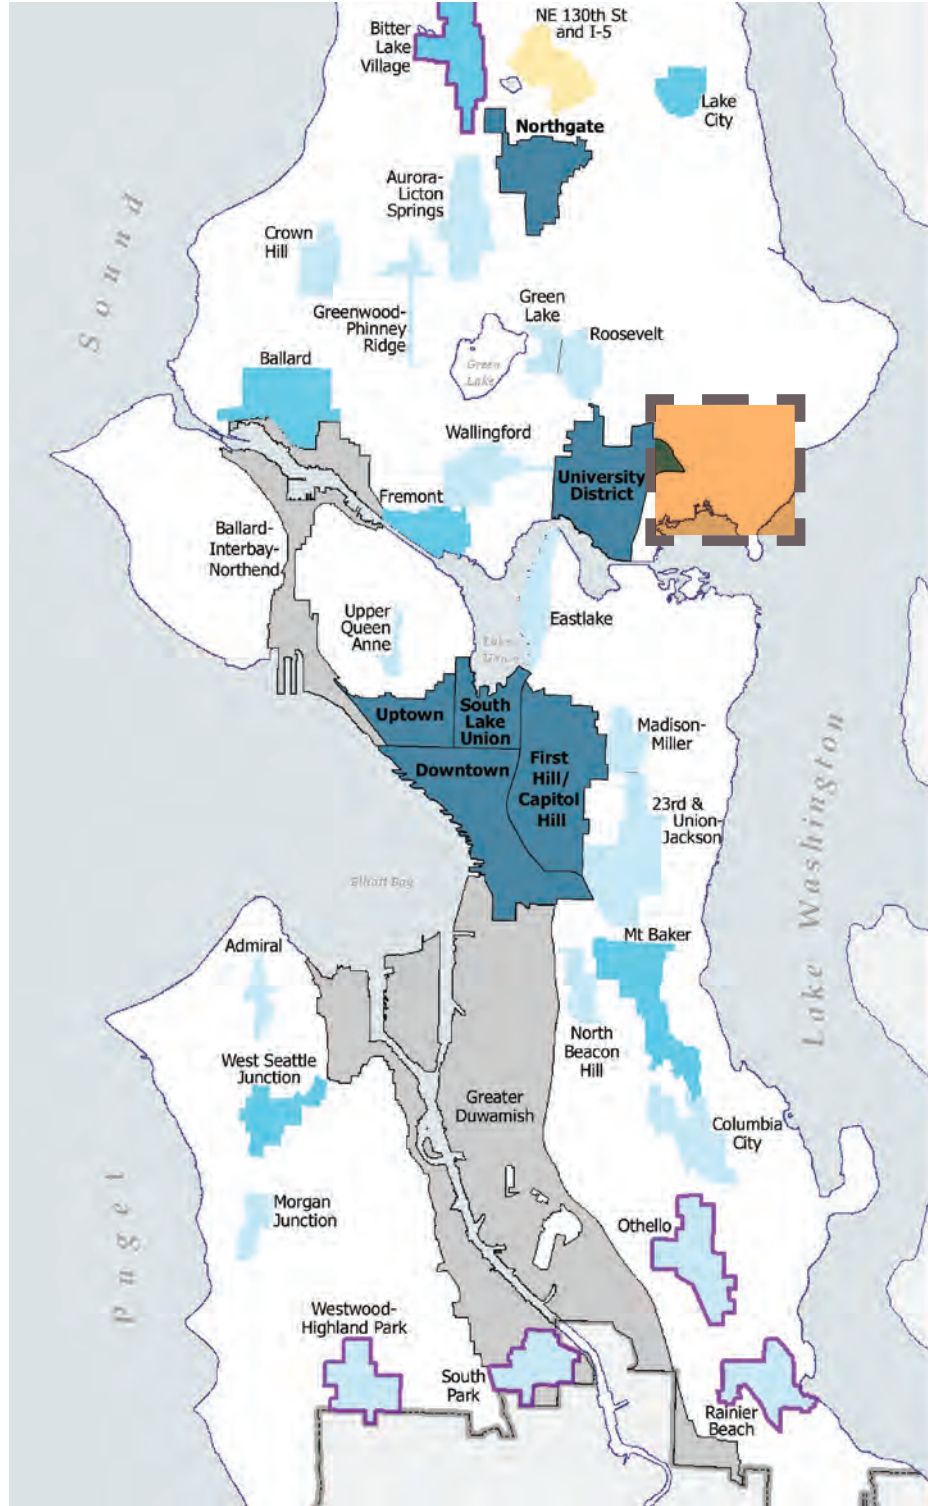 Bitter
Lake
Village
NE 130th St
and I-5
Lake
City
Northgate
Aurora-
Licton
Springs
Crown
Hill
Greenwood-
Phinney
Ridge
Green
Lake
Roosevelt
Green
Lake
Sound
Ballard
Wallingford
University
District
Fremont
Ballard-
Interbay-
Northend
Upper
Queen
Anne
Eastlake
Lake
Union
Uptown
South
Lake
Union
Downtown
First
Hill/
Capitol
Hill
Madison-
Miller
23rd &
Union-
Jackson
Lake Washington
Elliott Bay
Admiral
Mt Baker
North
Beacon
Hill
West Seattle
Junction
Greater
Duwamish
Columbia
City
Morgan
Junction
Puget
Othello
Westwood-
Highland Park
South
Park
Rainier
Beach